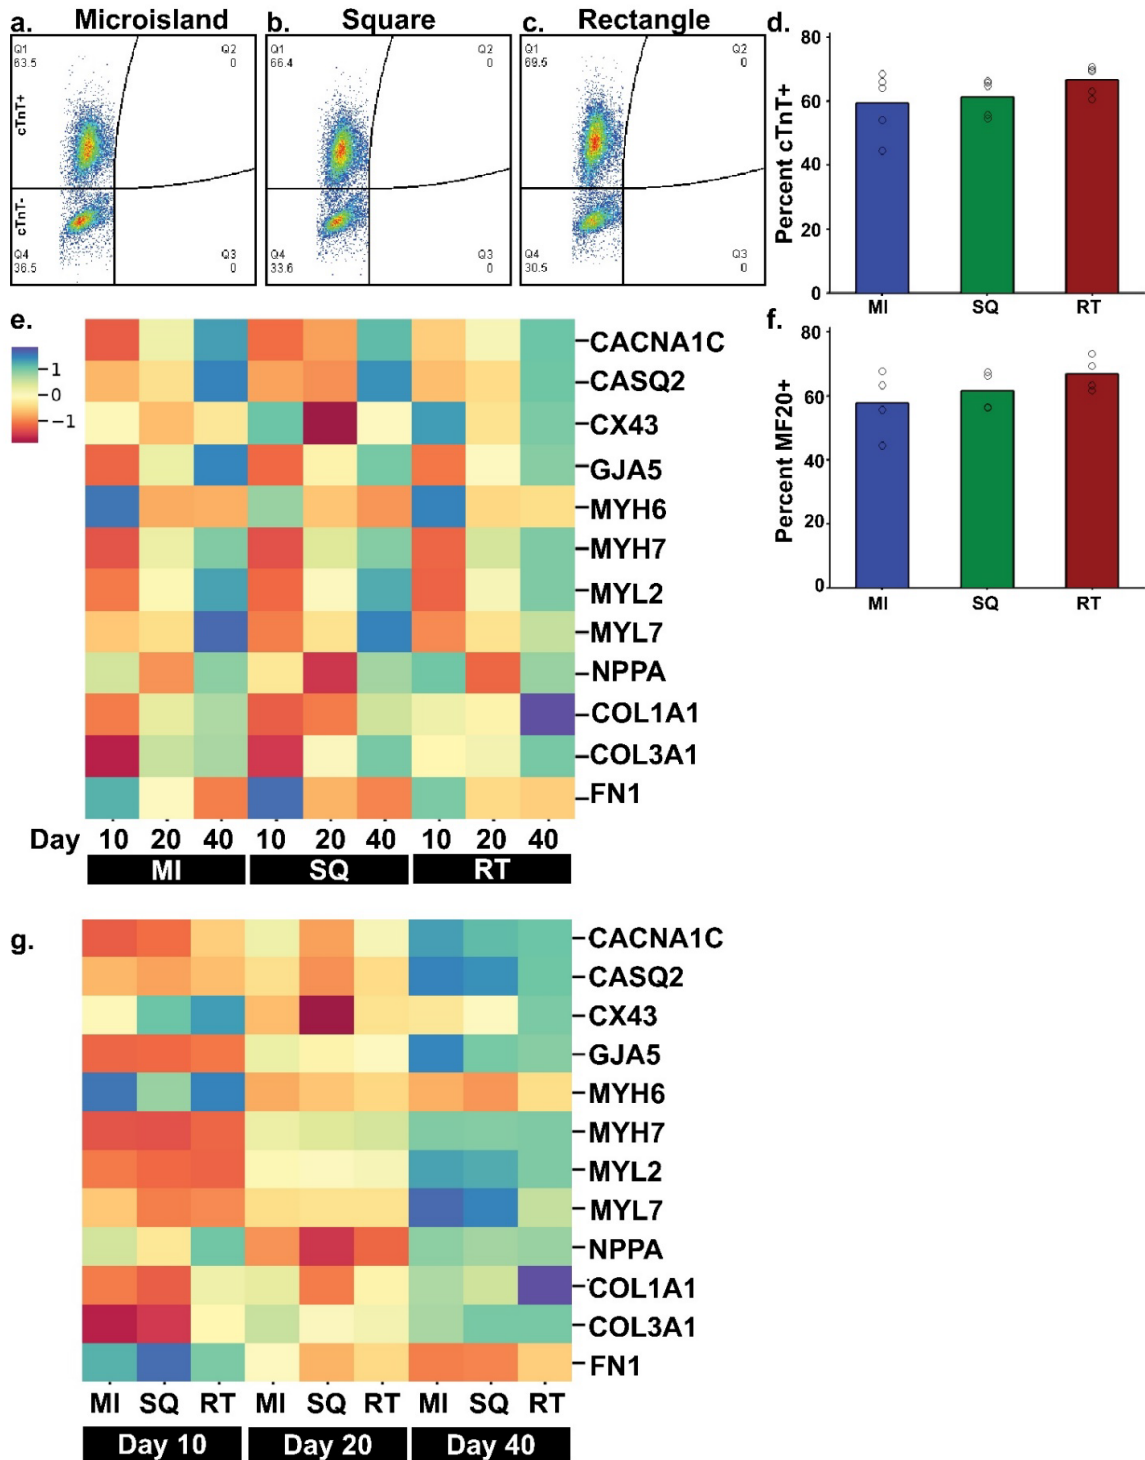 a. Microisland
b. Square
c. Rectangle
d.
Q1
63.5
Q2
0
cTnT+
cTnT-
Q4
36.5
Q3
0
Q1
66.4
Q2
0
Q4
33.6
Q3
0
Q1
69.5
Q2
0
Q4
30.5
Q3
0
Percent cTnT+
80
60
40
20
0
MI SQ RT
e.
1
0
−1
CACNA1C
CASQ2
CX43
GJA5
MYH6
MYH7
MYL2
MYL7
NPPA
COL1A1
COL3A1
FN1
Day 10 20 40 10 20 40 10 20 40
MI SQ RT
f.
Percent MF20+
80
60
40
20
0
MI SQ RT
g.
CACNA1C
CASQ2
CX43
GJA5
MYH6
MYH7
MYL2
MYL7
NPPA
COL1A1
COL3A1
FN1
MI SQ RT MI SQ RT MI SQ RT
Day 10 Day 20 Day 40